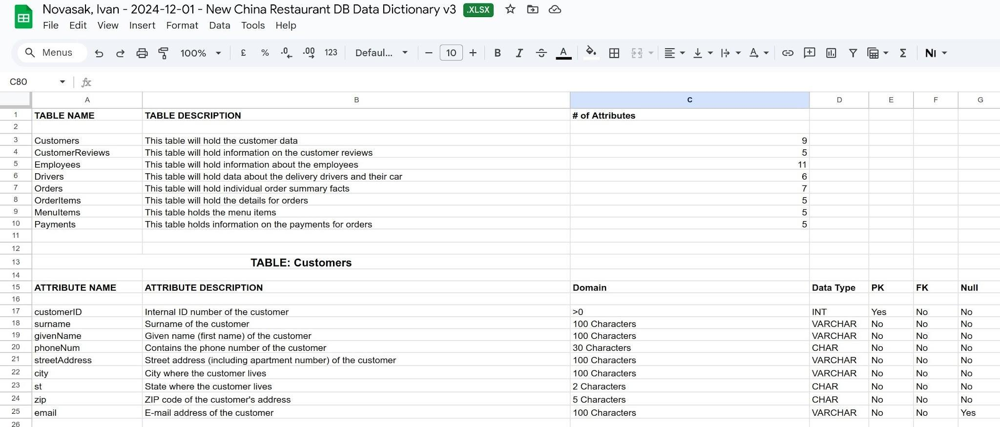 Novasak, Ivan - 2024-12-01 - New China Restaurant DB Data Dictionary v3 .XLSX
File Edit View Insert Format Data Tools Help
Menus 100% £ % .0 .00 123 Defaul... − 10 + B I S A A Σ NI
C80 fx
A B C D E F G
1 TABLE NAME TABLE DESCRIPTION # of Attributes
2
3 Customers This table will hold the customer data 9
4 CustomerReviews This table will hold information on the customer reviews 5
5 Employees This table will hold information about the employees 11
6 Drivers This table will hold data about the delivery drivers and their car 6
7 Orders This table will hold individual order summary facts 7
8 OrderItems This table will hold the details for orders 5
9 MenuItems This table holds the menu items 5
10 Payments This table holds information on the payments for orders 5
11
12
13 TABLE: Customers
14
15 ATTRIBUTE NAME ATTRIBUTE DESCRIPTION Domain Data Type PK FK Null
16
17 customerID Internal ID number of the customer >0 INT Yes No No
18 surname Surname of the customer 100 Characters VARCHAR No No No
19 givenName Given name (first name) of the customer 100 Characters VARCHAR No No No
20 phoneNum Contains the phone number of the customer 30 Characters CHAR No No No
21 streetAddress Street address (including apartment number) of the customer 100 Characters VARCHAR No No No
22 city City where the customer lives 100 Characters VARCHAR No No No
23 st State where the customer lives 2 Characters CHAR No No No
24 zip ZIP code of the customer's address 5 Characters CHAR No No No
25 email E-mail address of the customer 100 Characters VARCHAR No No Yes
26